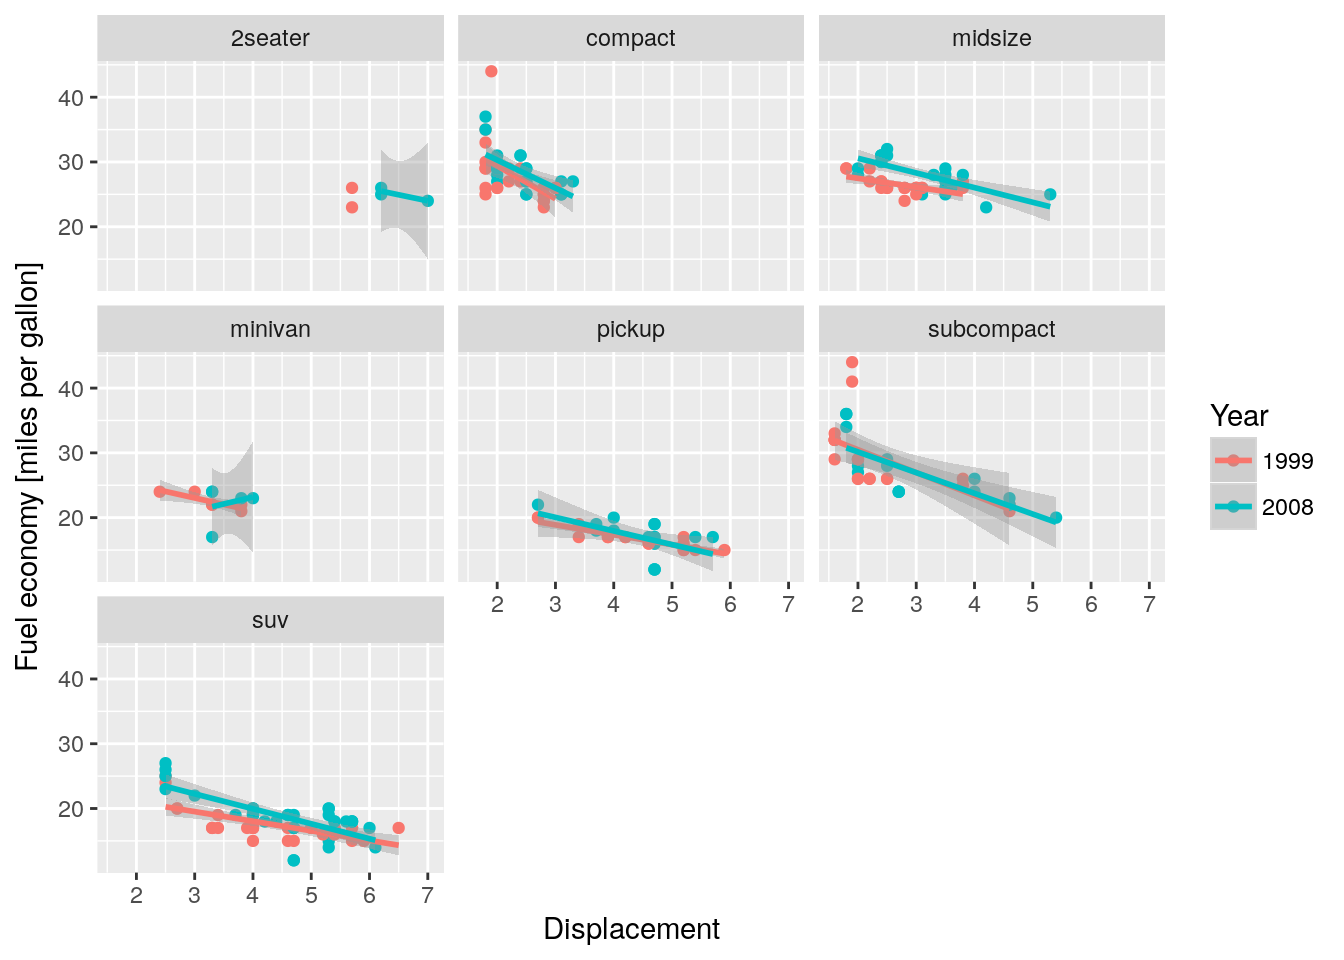 2seater
compact
midsize
40
30
20
minivan
pickup
subcompact
40
30
20
2 3 4 5 6 7
2 3 4 5 6 7
suv
40
30
20
2 3 4 5 6 7
Displacement
Fuel economy [miles per gallon]
Year
1999
2008